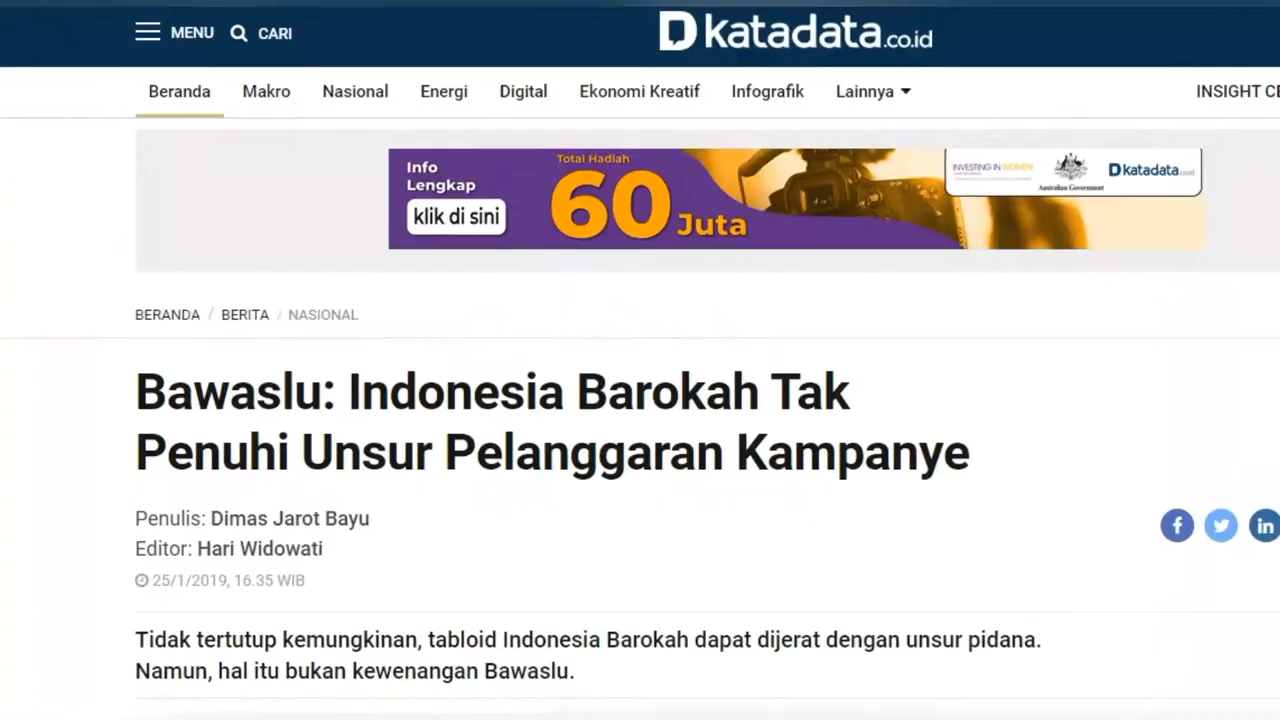 MENU CARI
katadata.co.id
Beranda Makro Nasional Energi Digital Ekonomi Kreatif Infografik Lainnya INSIGHT CE
Info
Lengkap
klik di sini
Total Hadiah
60 Juta
INVESTING IN WOMEN
Australian Government
katadata.co.id
BERANDA / BERITA / NASIONAL
Bawaslu: Indonesia Barokah Tak
Penuhi Unsur Pelanggaran Kampanye
Penulis: Dimas Jarot Bayu
Editor: Hari Widowati
25/1/2019, 16.35 WIB
f
in
Tidak tertutup kemungkinan, tabloid Indonesia Barokah dapat dijerat dengan unsur pidana.
Namun, hal itu bukan kewenangan Bawaslu.